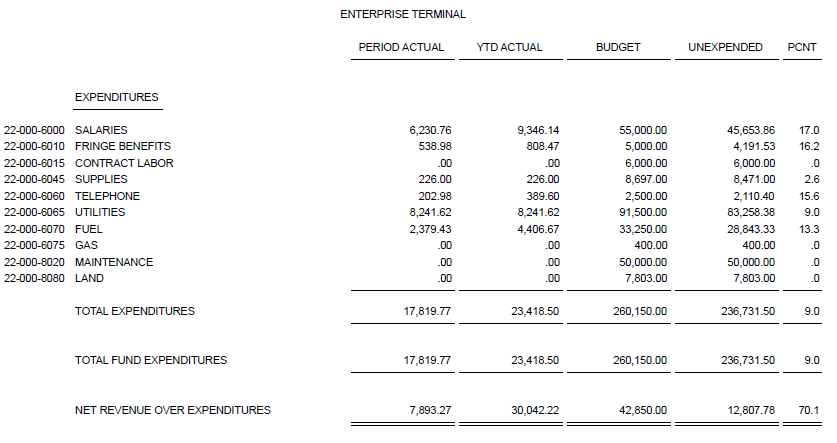 ENTERPRISE TERMINAL
PERIOD ACTUAL YTD ACTUAL BUDGET UNEXPENDED PCNT
EXPENDITURES
22-000-6000 SALARIES 6,230.76 9,346.14 55,000.00 45,653.86 17.0
22-000-6010 FRINGE BENEFITS 538.98 808.47 5,000.00 4,191.53 16.2
22-000-6015 CONTRACT LABOR .00 .00 6,000.00 6,000.00 .0
22-000-6045 SUPPLIES 226.00 226.00 8,697.00 8,471.00 2.6
22-000-6060 TELEPHONE 202.98 389.60 2,500.00 2,110.40 15.6
22-000-6065 UTILITIES 8,241.62 8,241.62 91,500.00 83,258.38 9.0
22-000-6070 FUEL 2,379.43 4,406.67 33,250.00 28,843.33 13.3
22-000-6075 GAS .00 .00 400.00 400.00 .0
22-000-8020 MAINTENANCE .00 .00 50,000.00 50,000.00 .0
22-000-8080 LAND .00 .00 7,803.00 7,803.00 .0
TOTAL EXPENDITURES 17,819.77 23,418.50 260,150.00 236,731.50 9.0
TOTAL FUND EXPENDITURES 17,819.77 23,418.50 260,150.00 236,731.50 9.0
NET REVENUE OVER EXPENDITURES 7,893.27 30,042.22 42,850.00 12,807.78 70.1